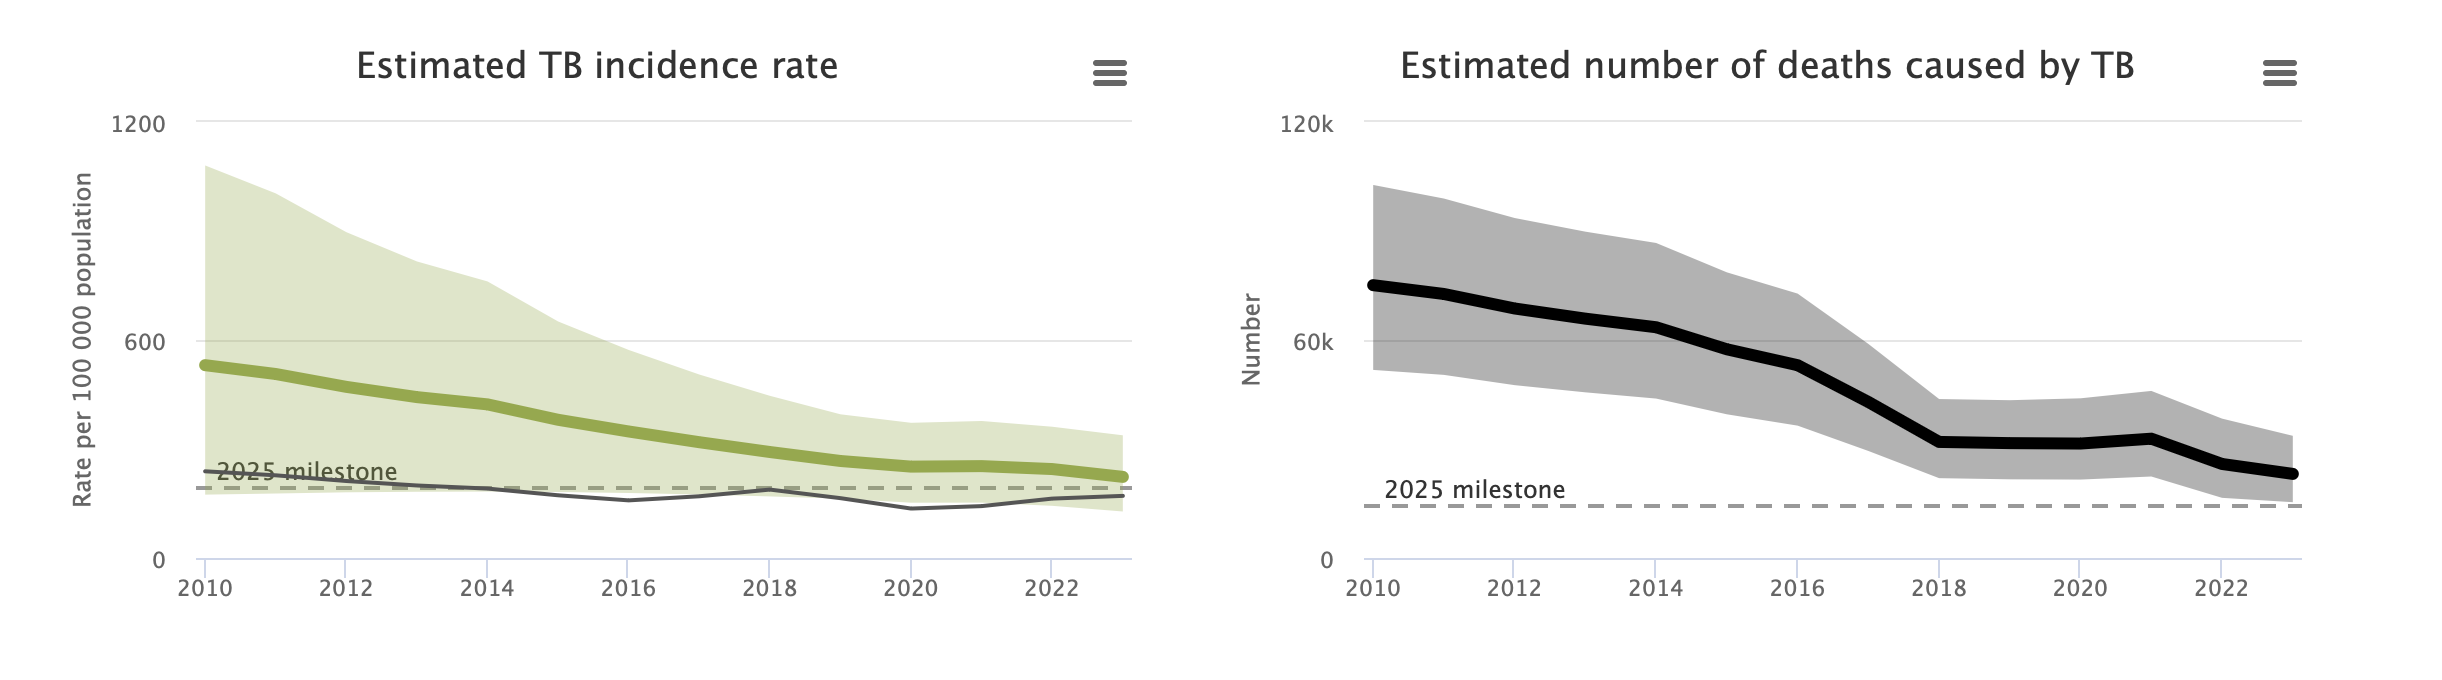 Estimated TB incidence rate
1200
600
0
Rate per 100 000 population
2025 milestone
2010 2012 2014 2016 2018 2020 2022
Estimated number of deaths caused by TB
120k
60k
0
Number
2025 milestone
2010 2012 2014 2016 2018 2020 2022